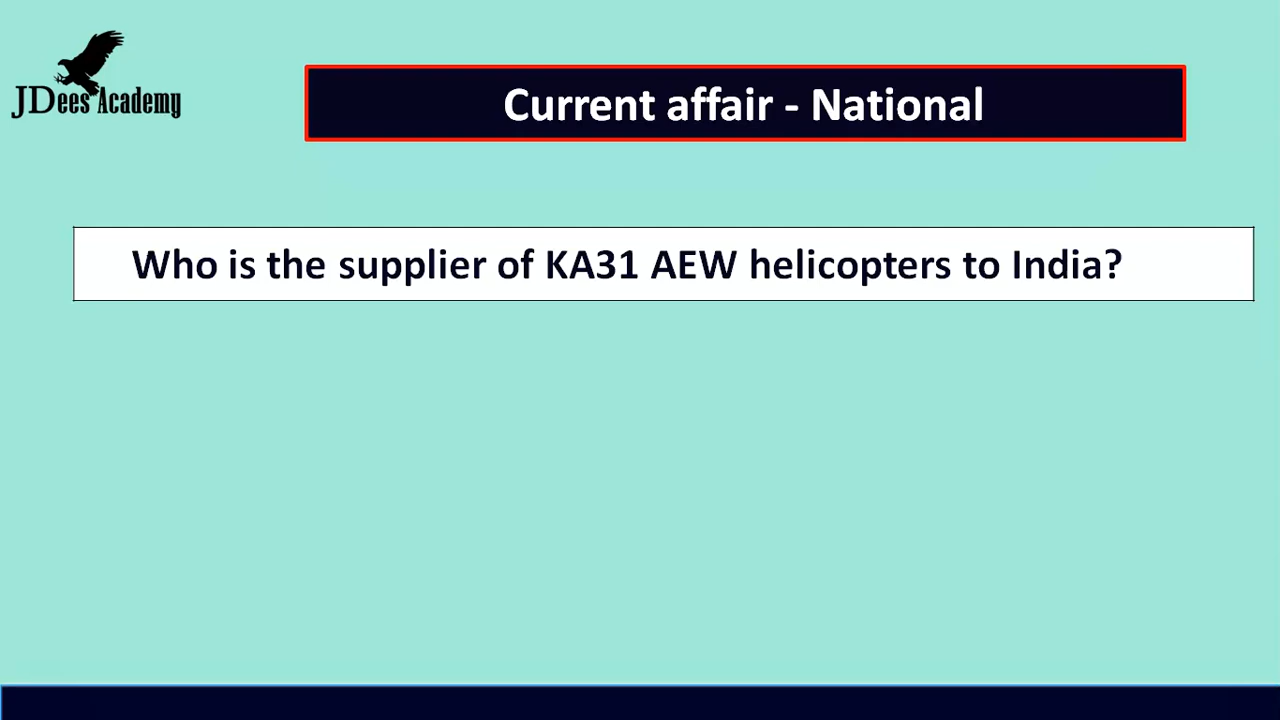 JDees Academy
Current affair - National
Who is the supplier of KA31 AEW helicopters to India?